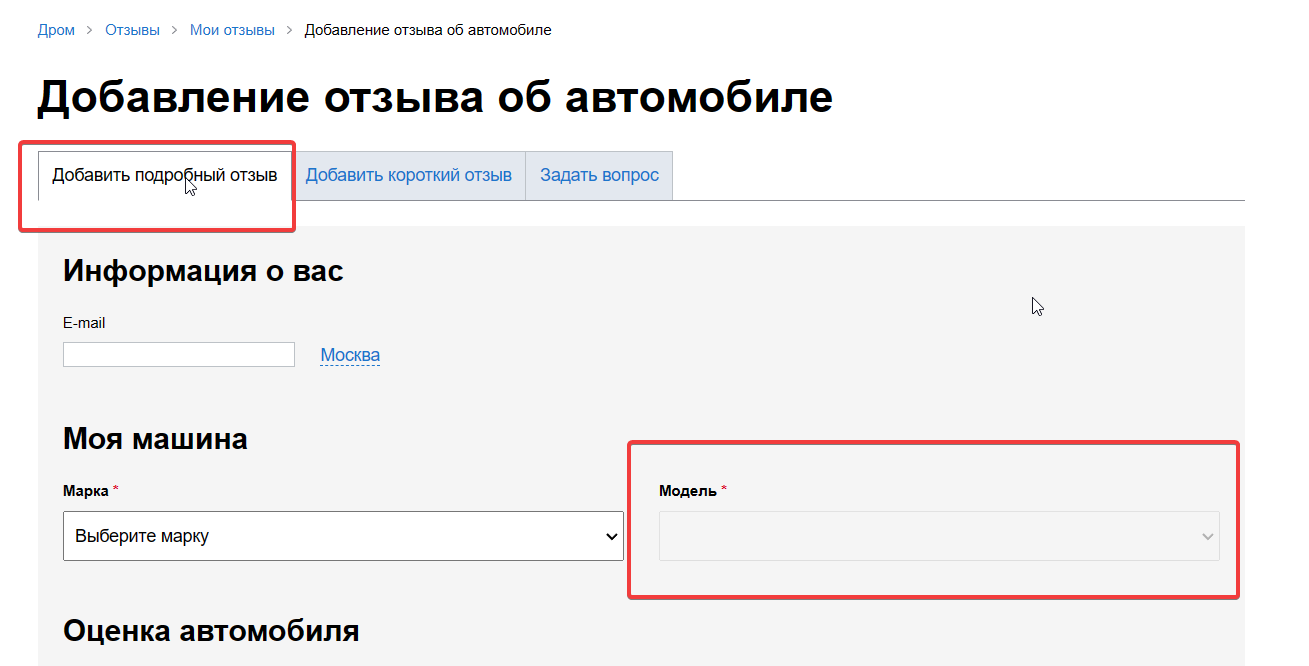 Дром > Отзывы > Мои отзывы > Добавление отзыва об автомобиле
Добавление отзыва об автомобиле
Добавить подробный отзыв Добавить короткий отзыв Задать вопрос
Информация о вас
E-mail
Москва
Моя машина
Марка * Модель *
Выберите марку
Оценка автомобиля